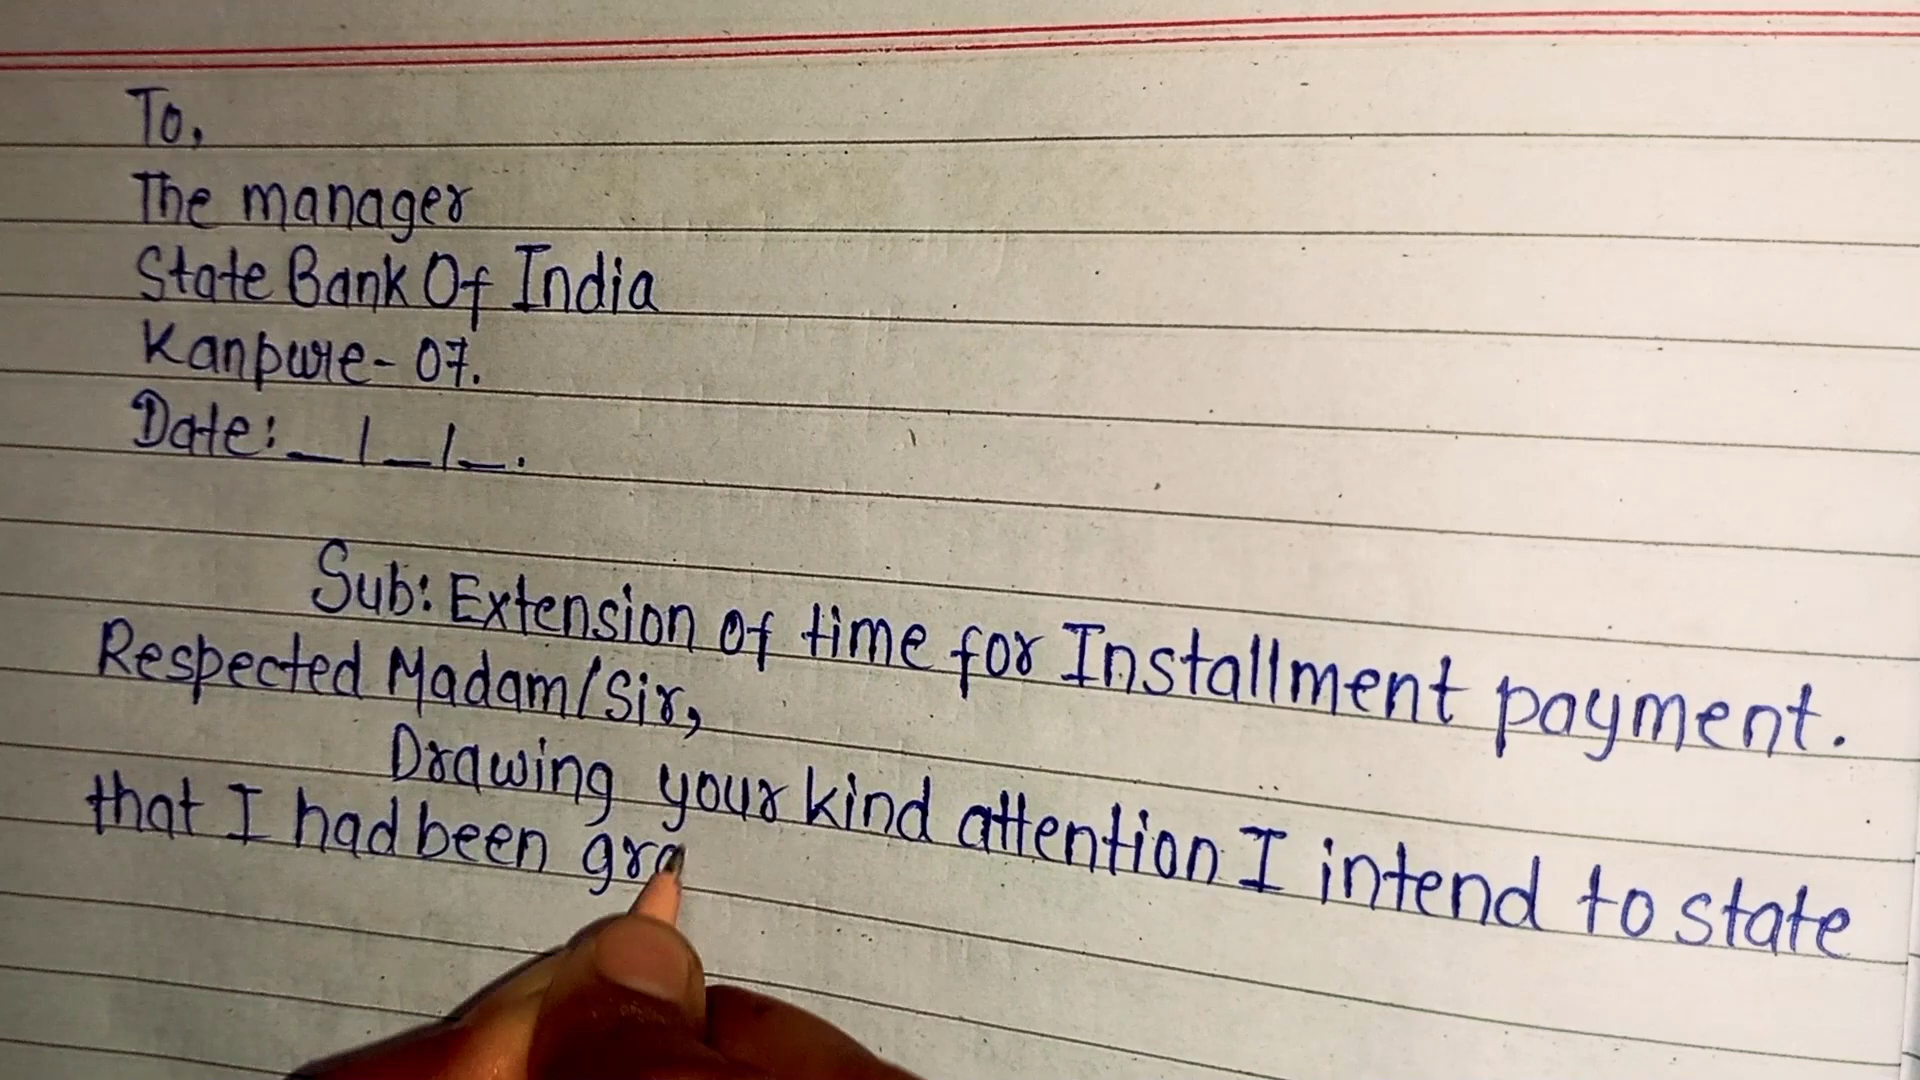 To,
The manager
State Bank Of India
Kanpure- 07.
Date: _/_/_.
Sub: Extension of time for Installment payment.
Respected Madam/Sir,
Drawing your kind attention I intend to state
that I had been gra